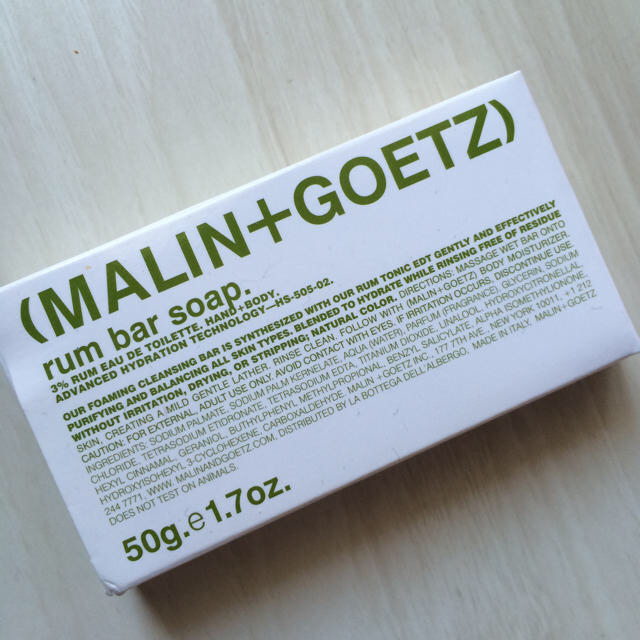 (MALIN+GOETZ)
rum bar soap.
3% RUM EAU DE TOILETTE, HAND+BODY.
ADVANCED HYDRATION TECHNOLOGY—HS-S05-02.
OUR FOAMING CLEANSING BAR IS SYNTHESIZED WITH OUR RUM TONIC EDT GENTLY AND EFFECTIVELY
PURIFYING AND BALANCING ALL SKIN TYPES. BLENDED TO HYDRATE WHILE RINSING FREE OF RESIDUE
WITHOUT IRRITATION, DRYING, OR STRIPPING; NATURAL COLOR. DIRECTIONS: MESSAGE WET BAR ONTO
SKIN, CREATING A MILD GENTLE LATHER. RINSE CLEAN. FOLLOW WITH (MALIN+GOETZ) BODY MOISTURIZER.
CAUTION: FOR EXTERNAL, ADULT USE ONLY. AVOID CONTACT WITH EYES. IF IRRITATION OCCURS, DISCONTINUE USE.
INGREDIENTS: SODIUM PALMATE, SODIUM PALM KERNELATE, AQUA (WATER), PARFUM (FRAGRANCE), GLYCERIN, SODIUM
CHLORIDE, TETRASODIUM ETIDRONATE, TETRASODIUM EDTA, TITANIUM DIOXIDE, LINALOOL,
HEXYL CINNAMAL, GERANIOL, BUTYLPHENYL METHYLPROPIONAL, BENZYL SALICYLATE, ALPHA-ISOMETHYLIONONE,
HYDROXYISOHEXYL 3-CYCLOHEXENE CARBOXALDEHYDE. MALIN + GOETZ INC, 177 7TH AVE, NEW YORK, NY 10011, +1 212
244 7771. WWW. MALINANDGOETZ.COM. DISTRIBUTED BY LA BOTTEGA DELL'ALBERGO. MADE IN ITALY. MALIN+GOETZ
DOES NOT TEST ON ANIMALS.
50g.e1.7oz.